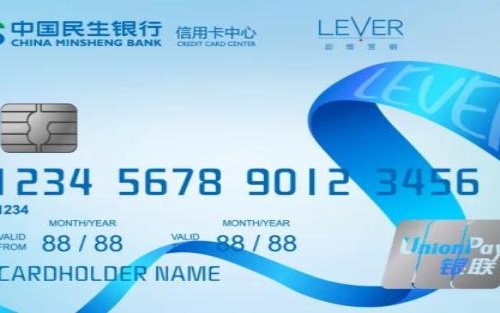 中国民生银行
CHINA MINSHENG BANK
信用卡中心
CREDIT CARD CENTER
LEVER
LEVER
1234 5678 9012 3456
1234
MONTH/YEAR
MONTH/YEAR
VALID FROM 88/88
VALID 88/88
CARDHOLDER NAME
UnionPay
银联